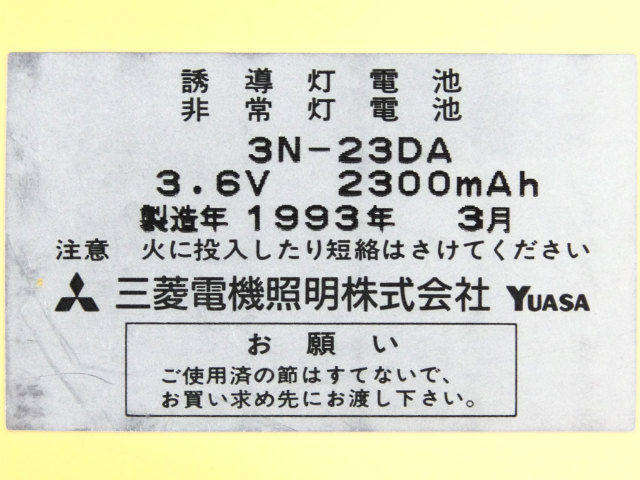 誘導灯電池
非常灯電池
3N-23DA
3.6V 2300mAh
製造年 1993年 3月
注意 火に投入したり短絡はさけてください
三菱電機照明株式会社 YUASA
お願い
ご使用済の節はすてないで、
お買い求め先にお渡し下さい。